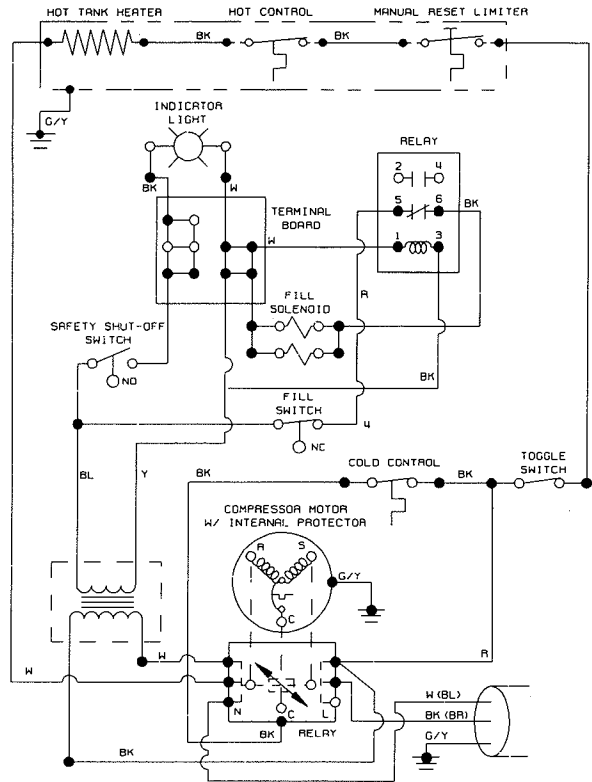 HOT TANK HEATER
HOT CONTROL
MANUAL RESET LIMITER
BK
BK
G/Y
INDICATOR
LIGHT
RELAY
2 4
BK
W
5 6
BK
TERMINAL
BOARD
W
1 3
R
FILL
SOLENOID
SAFETY SHUT-OFF
SWITCH
NO
BK
FILL
SWITCH
4
NC
BL
Y
BK
COLD CONTROL
BK
TOGGLE
SWITCH
COMPRESSOR MOTOR
W/ INTERNAL PROTECTOR
R S
G/Y
C
W
R
W
W (BL)
N
C
L
BK (BR)
BK
RELAY
G/Y
BK